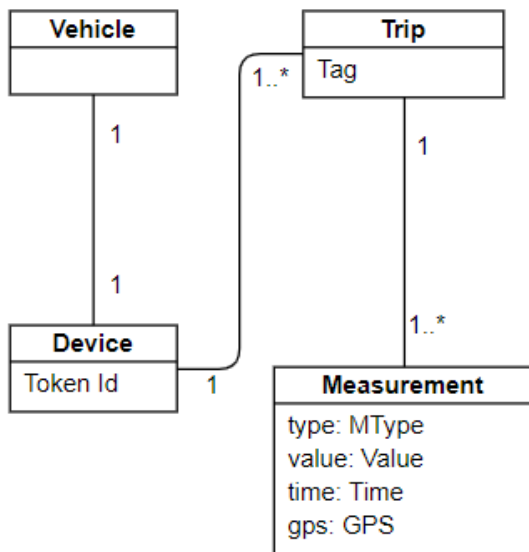 Vehicle
Trip
Tag
1..*
1
1
1
1..*
Device
Token Id
1
Measurement
type: MType
value: Value
time: Time
gps: GPS